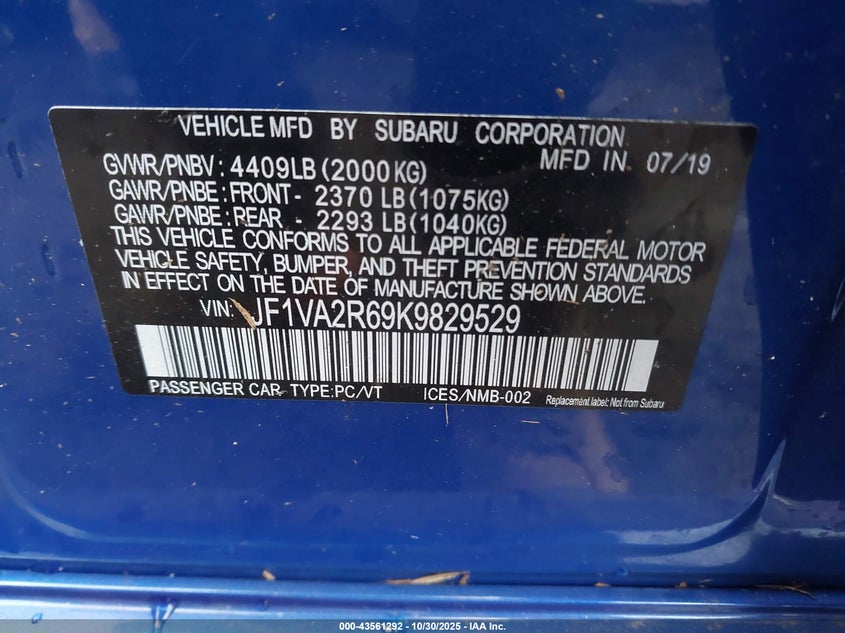 VEHICLE MFD BY SUBARU CORPORATION
GVWR/PNBV: 4409LB (2000KG) MFD IN 07/19
GAWR/PNBE: FRONT- 2370 LB (1075KG)
GAWR/PNBE: REAR - 2293 LB (1040KG)
THIS VEHICLE CONFORMS TO ALL APPLICABLE FEDERAL MOTOR
VEHICLE SAFETY, BUMPER, AND THEFT PREVENTION STANDARDS
IN EFFECT ON THE DATE OF MANUFACTURE SHOWN ABOVE.
VIN: JF1VA2R69K9829529
PASSENGER CAR. TYPE:PC/VT ICES/NMB-002 Replacement label: Not from Subaru
000-43561292 - 10/30/2025 - IAA Inc.